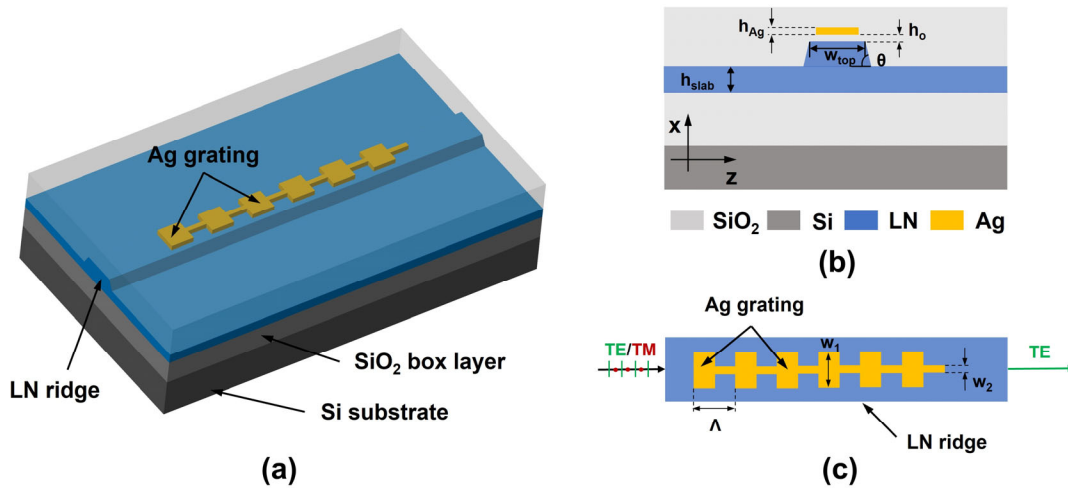 Ag grating
LN ridge
SiO2 box layer
Si substrate
(a)
hAg
ho
wtop
θ
hslab
x
z
SiO2
Si
LN
Ag
(b)
Ag grating
TE/TM
w1
TE
w2
Λ
LN ridge
(c)